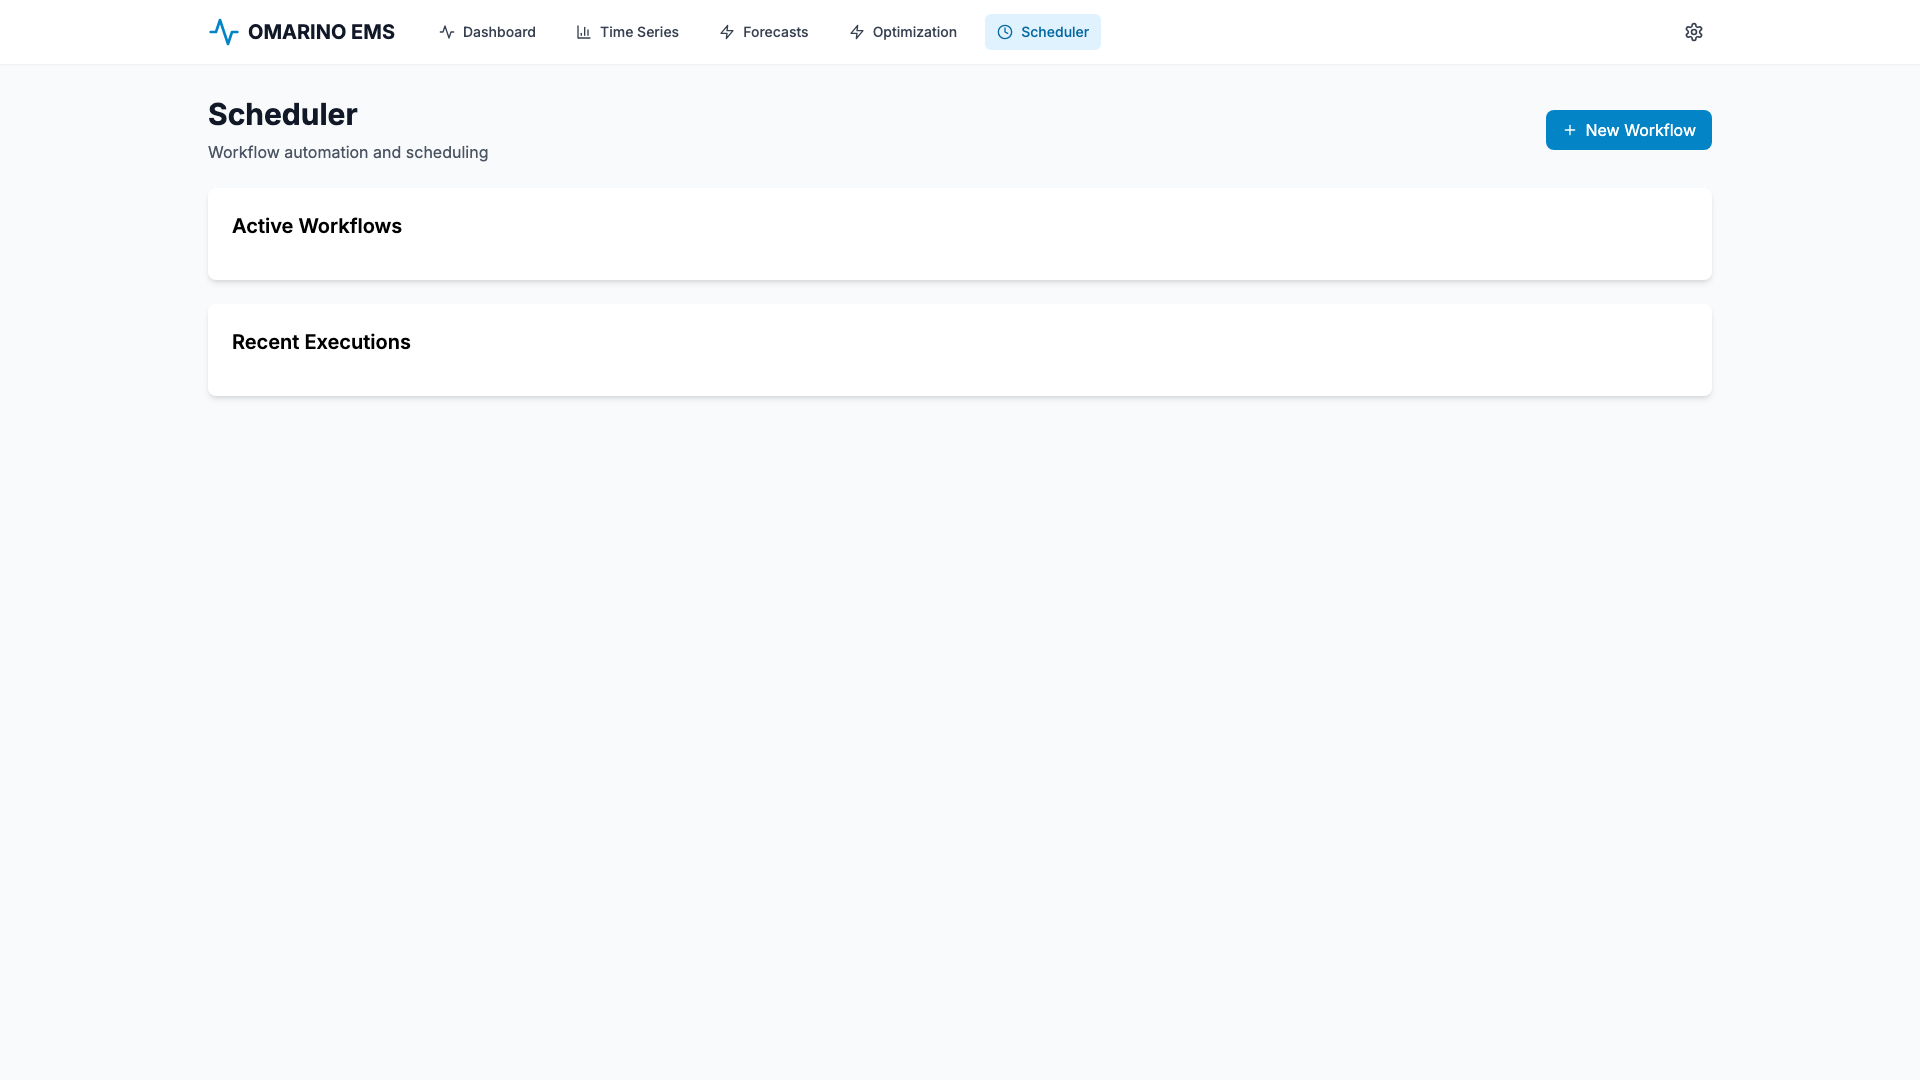 OMARINO EMS
Dashboard
Time Series
Forecasts
Optimization
Scheduler
Scheduler
Workflow automation and scheduling
New Workflow
Active Workflows
Recent Executions